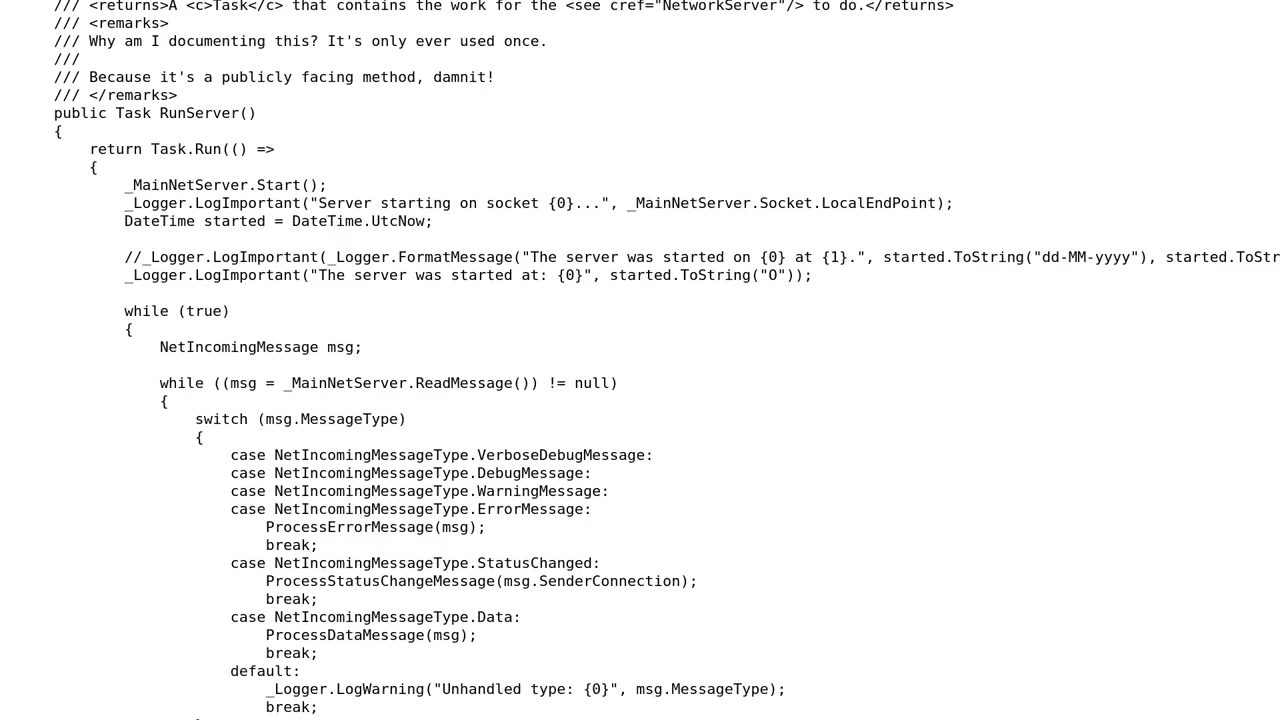 /// <returns>A <c>Task</c> that contains the work for the <see cref="NetworkServer"/> to do.</returns>
/// <remarks>
/// Why am I documenting this? It's only ever used once.
///
/// Because it's a publicly facing method, damnit!
/// </remarks>
public Task RunServer()
{
    return Task.Run(() =>
    {
        _MainNetServer.Start();
        _Logger.LogImportant("Server starting on socket {0}...", _MainNetServer.Socket.LocalEndPoint);
        DateTime started = DateTime.UtcNow;

        //_Logger.LogImportant(_Logger.FormatMessage("The server was started on {0} at {1}.", started.ToString("dd-MM-yyyy"), started.ToStr
        _Logger.LogImportant("The server was started at: {0}", started.ToString("O"));

        while (true)
        {
            NetIncomingMessage msg;

            while ((msg = _MainNetServer.ReadMessage()) != null)
            {
                switch (msg.MessageType)
                {
                    case NetIncomingMessageType.VerboseDebugMessage:
                    case NetIncomingMessageType.DebugMessage:
                    case NetIncomingMessageType.WarningMessage:
                    case NetIncomingMessageType.ErrorMessage:
                        ProcessErrorMessage(msg);
                        break;
                    case NetIncomingMessageType.StatusChanged:
                        ProcessStatusChangeMessage(msg.SenderConnection);
                        break;
                    case NetIncomingMessageType.Data:
                        ProcessDataMessage(msg);
                        break;
                    default:
                        _Logger.LogWarning("Unhandled type: {0}", msg.MessageType);
                        break;